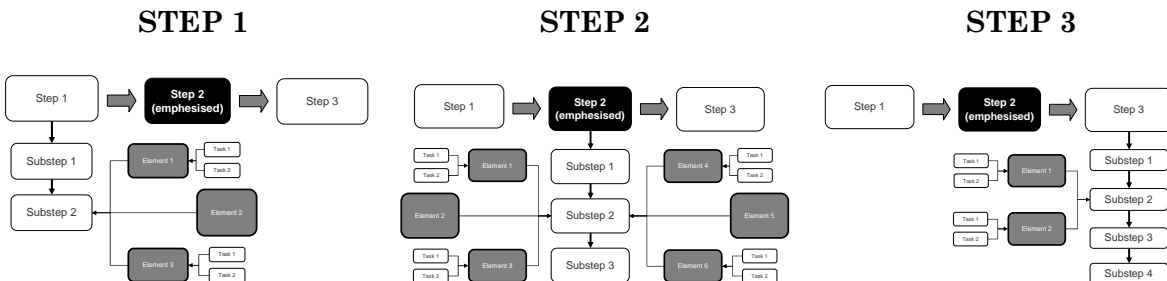 STEP 1
Step 1
Step 2
(emphesised)
Step 3
Substep 1
Substep 2
Element 1
Task 1
Task 2
Element 2
Element 3
Task 1
Task 2
STEP 2
Step 1
Step 2
(emphesised)
Step 3
Task 1
Task 2
Element 1
Substep 1
Element 4
Task 1
Task 2
Element 2
Substep 2
Element 5
Task 1
Task 2
Element 3
Substep 3
Element 6
Task 1
Task 2
STEP 3
Step 1
Step 2
(emphesised)
Step 3
Task 1
Task 2
Element 1
Substep 1
Substep 2
Task 1
Task 2
Element 2
Substep 3
Substep 4